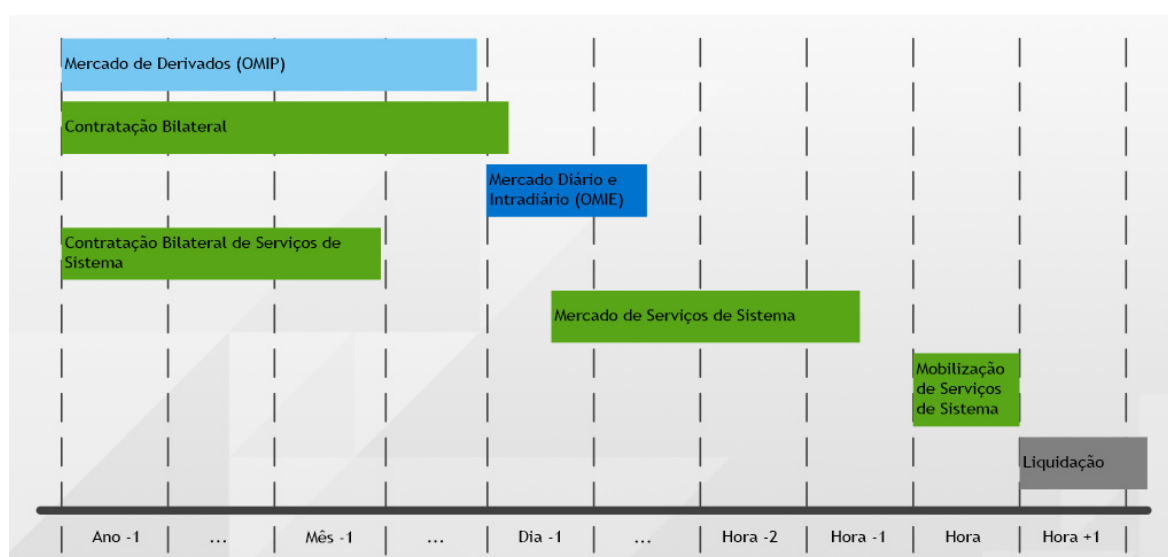 Mercado de Derivados (OMIP)
Contratação Bilateral
Mercado Diário e
Intradiário (OMIE)
Contratação Bilateral de Serviços de
Sistema
Mercado de Serviços de Sistema
Mobilização
de Serviços
de Sistema
Liquidação
Ano -1
...
Mês -1
...
Dia -1
...
Hora -2
Hora -1
Hora
Hora +1